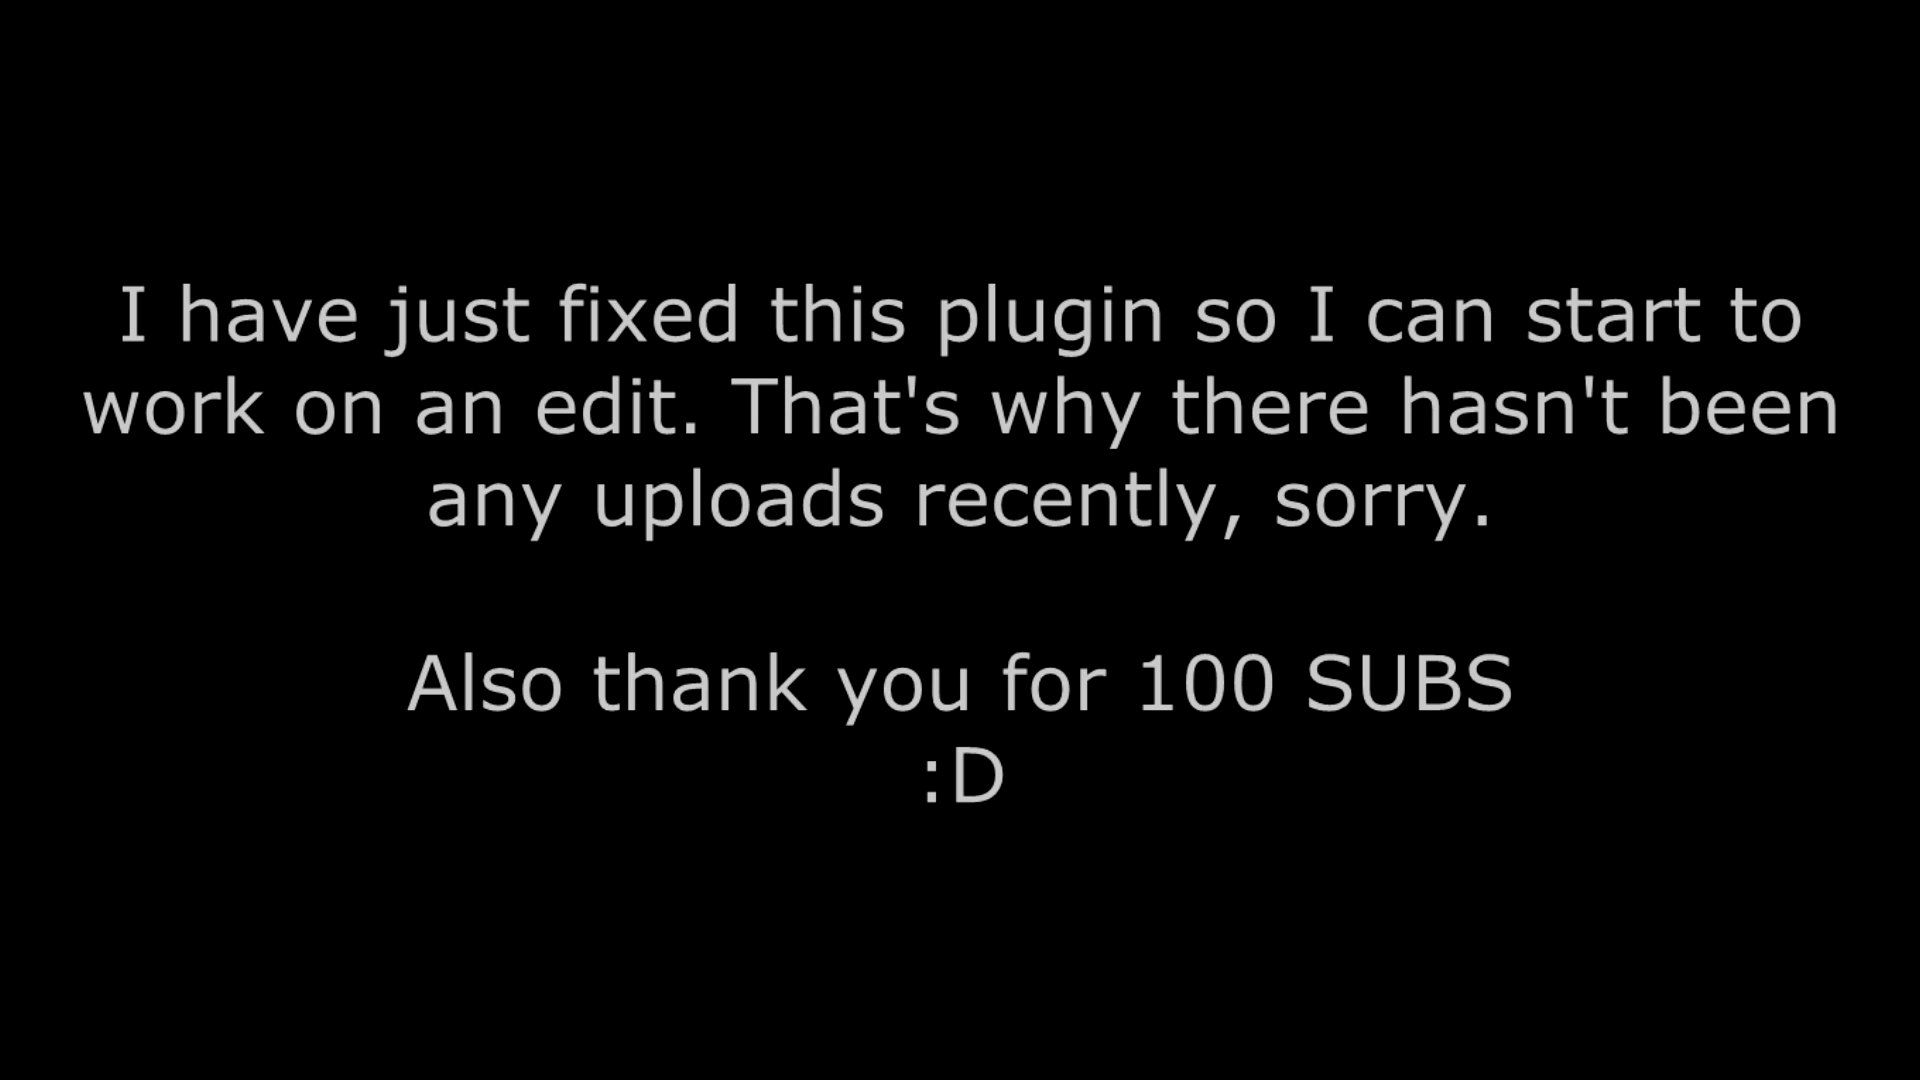 I have just fixed this plugin so I can start to
work on an edit. That's why there hasn't been
any uploads recently, sorry.
Also thank you for 100 SUBS
:D